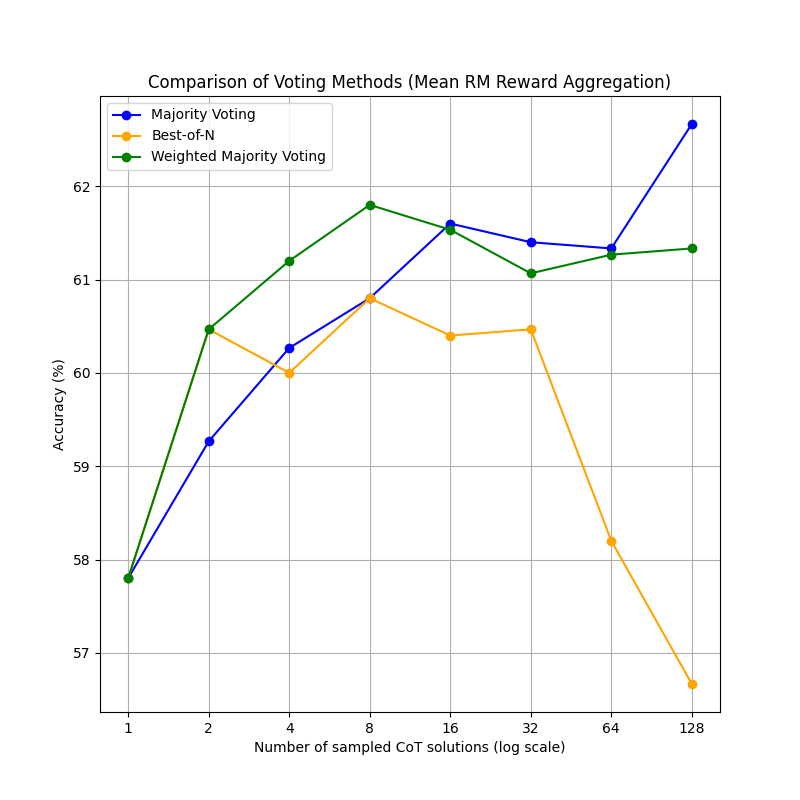 Comparison of Voting Methods (Mean RM Reward Aggregation)
Majority Voting
Best-of-N
Weighted Majority Voting
Accuracy (%)
62
61
60
59
58
57
1 2 4 8 16 32 64 128
Number of sampled CoT solutions (log scale)